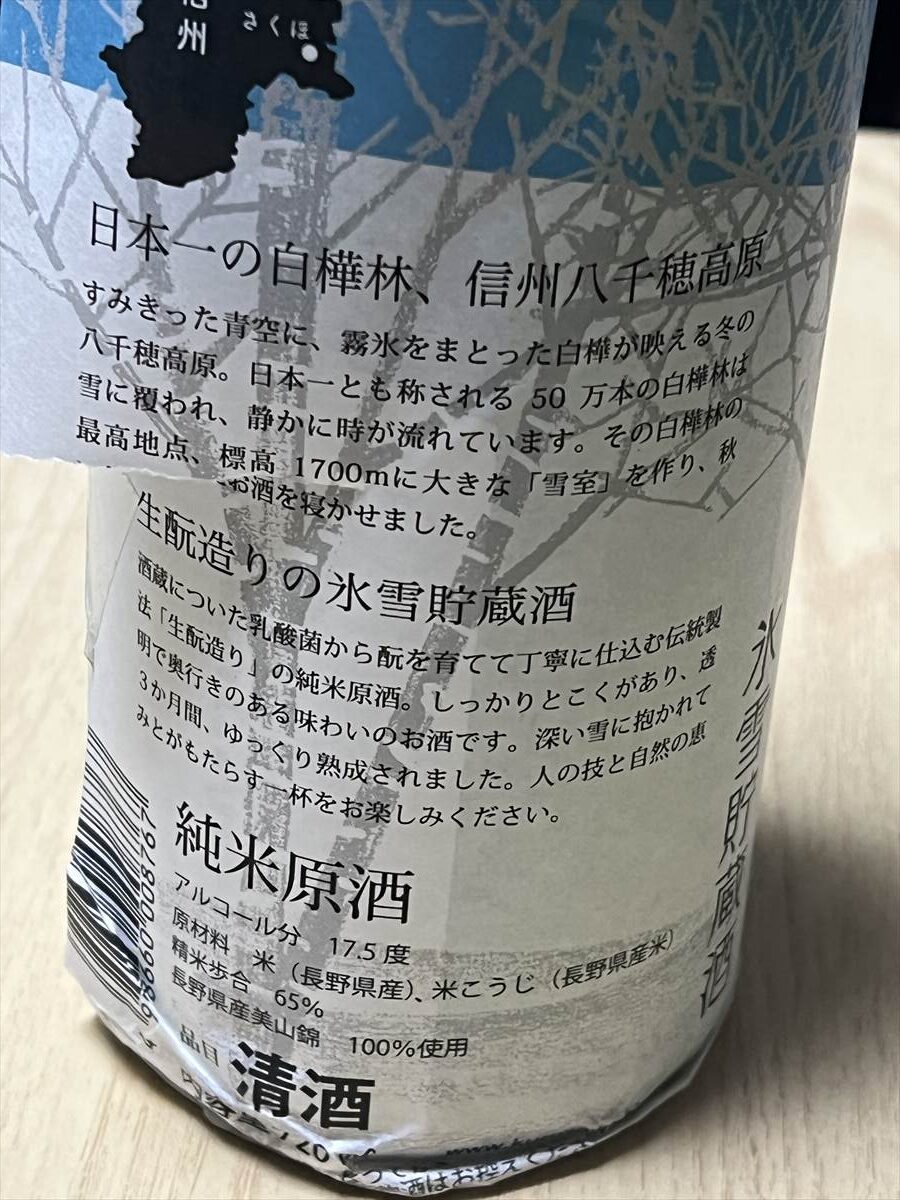 信州
ほくさ
日本一の白樺林、信州八千穂高原
すみきった青空に、霧氷をまとった白樺が映える冬の
八千穂高原。日本一とも称される 50 万本の白樺林は
雪に覆われ、静かに時が流れています。その白樺林の
最高地点、標高 1700mに大きな「雪室」を作り、秋
お酒を寝かせました。
生酛造りの氷雪貯蔵酒
酒蔵についた乳酸菌から酛を育てて丁寧に仕込む伝統製
法「生酛造り」の純米原酒。しっかりとこくがあり、透
明で奥行きのある味わいのお酒です。深い雪に抱かれて
3か月間、ゆっくり熟成されました。人の技と自然の恵
みとがもたらす一杯をお楽しみください。
純米原酒
アルコール分 17.5 度
原材料 米（長野県産）、米こうじ（長野県産米）
精米歩合 65%
長野県産美山錦 100%使用
品目 清酒
内容量 720
氷雪貯蔵酒